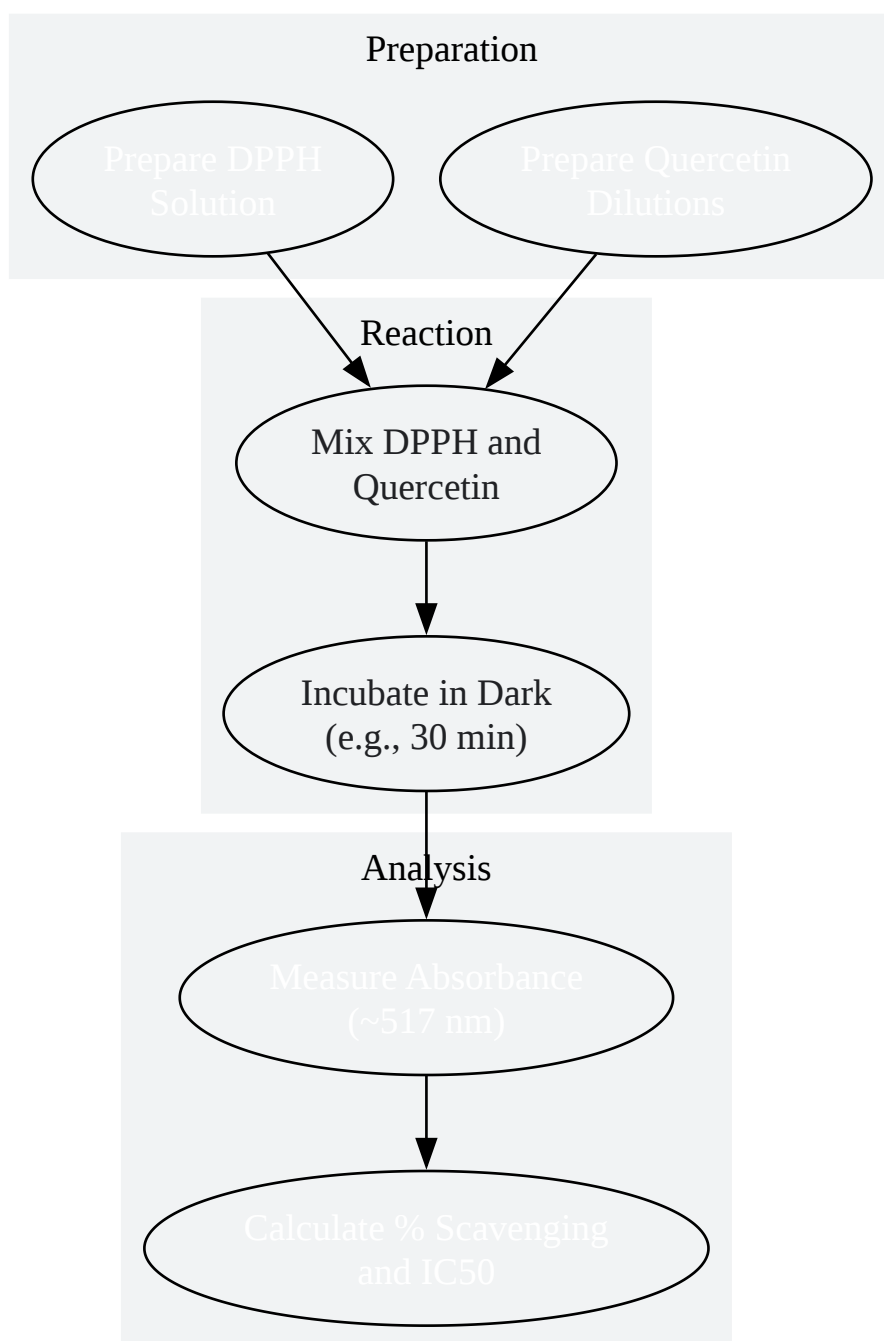 Preparation
Prepare DPPH
Solution
Prepare Quercetin
Dilutions
Reaction
Mix DPPH and
Quercetin
Incubate in Dark
(e.g., 30 min)
Analysis
Measure Absorbance
(~517 nm)
Calculate % Scavenging
and IC50